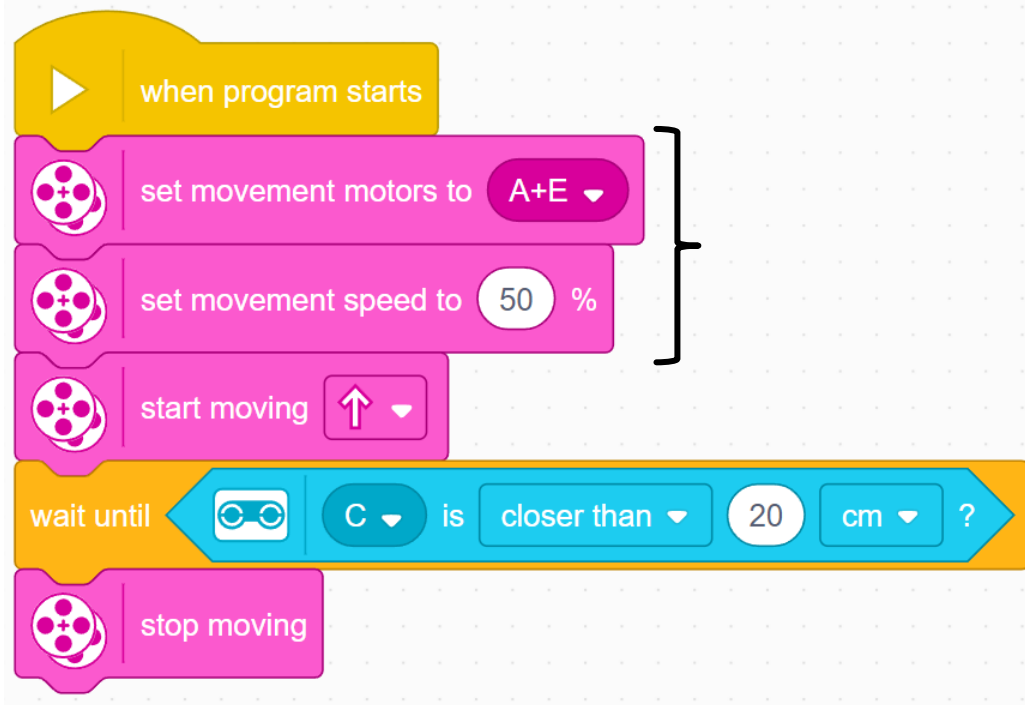 when program starts
set movement motors to A+E
set movement speed to 50 %
start moving
wait until C is closer than 20 cm ?
stop moving